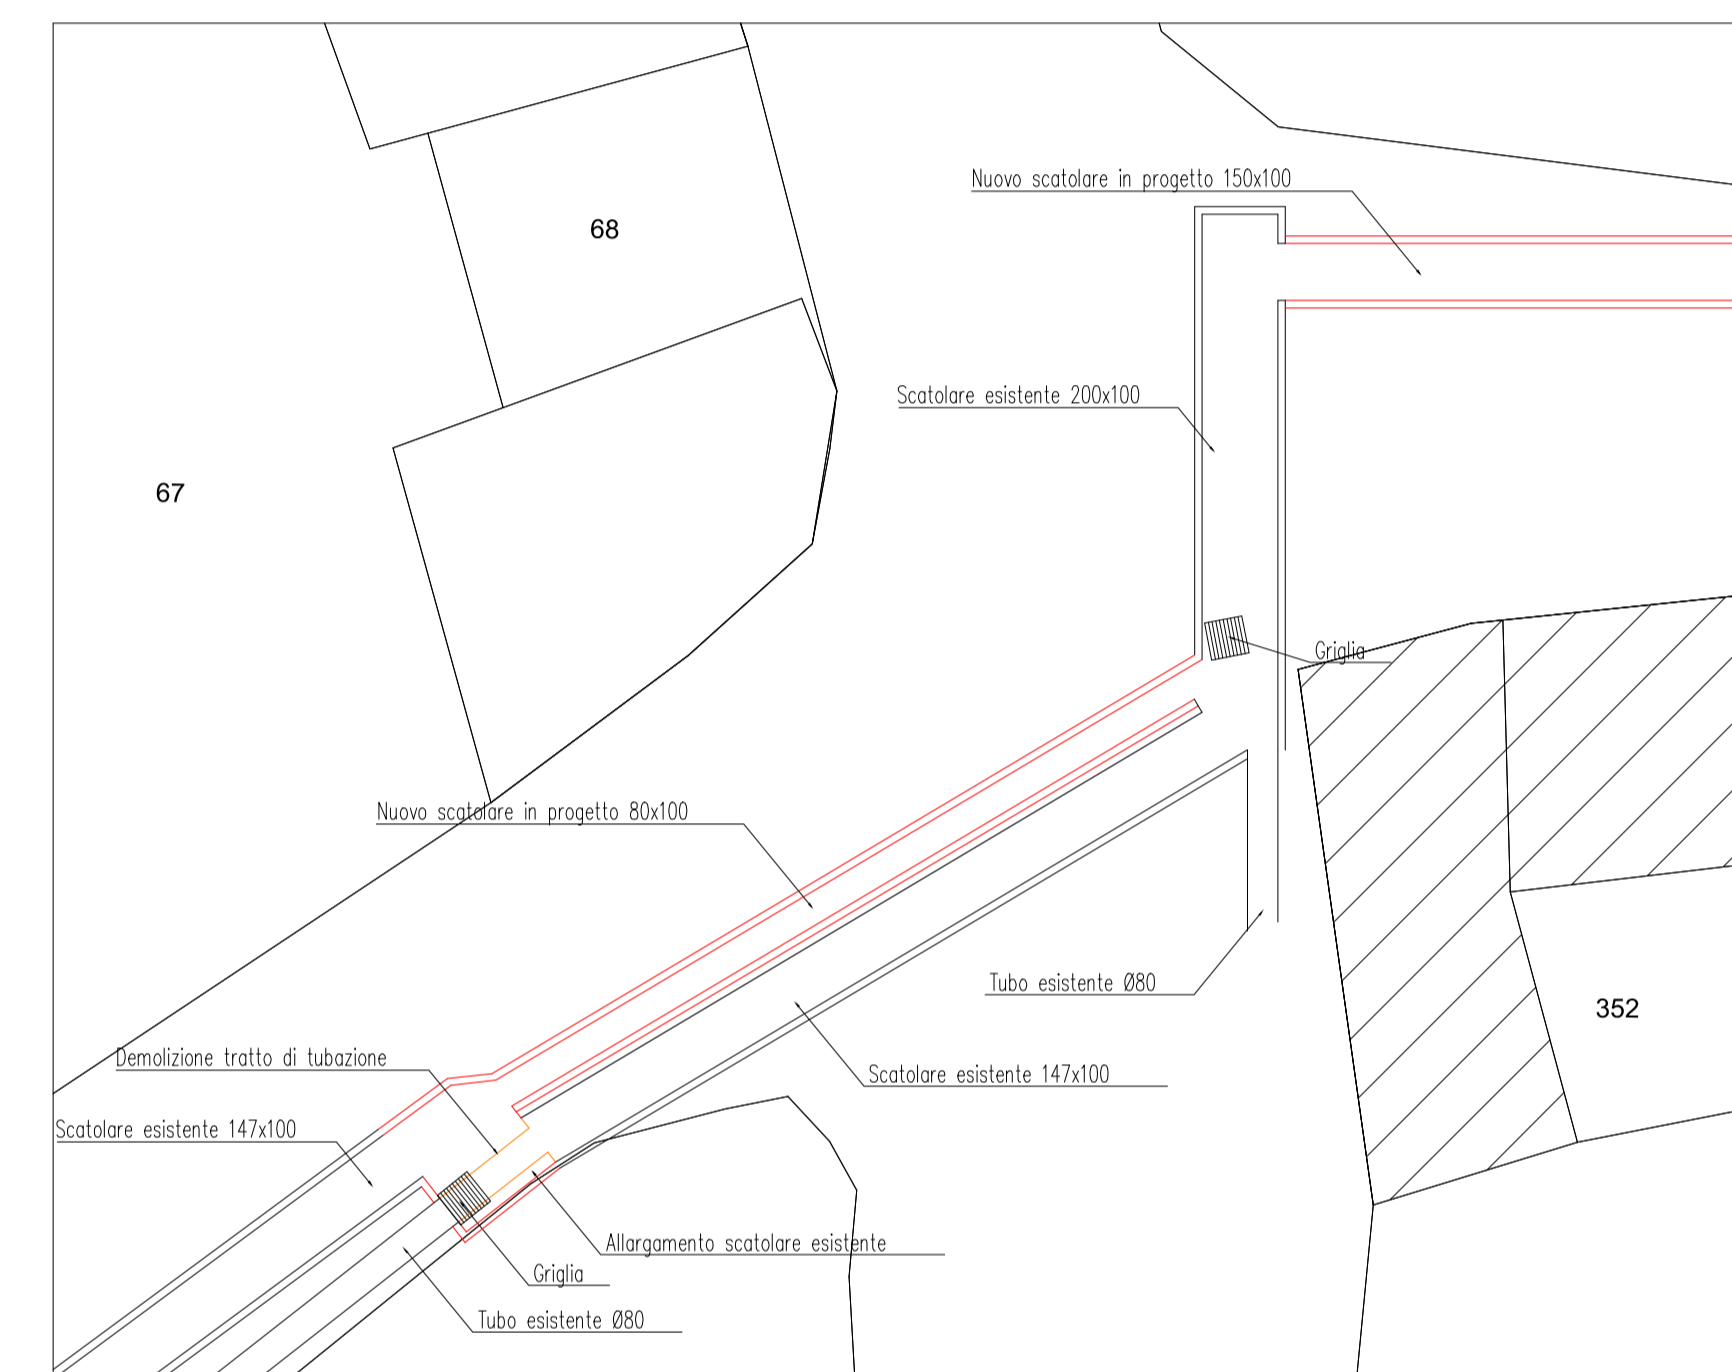 Nuovo scatolare in progetto 150x100
68
Scatolare esistente 200x100
67
Griglia
Nuovo scatolare in progetto 80x100
Tubo esistente Ø80
352
Demolizione tratto di tubazione
Scatolare esistente 147x100
Scatolare esistente 147x100
Allargamento scatolare esistente
Griglia
Tubo esistente Ø80